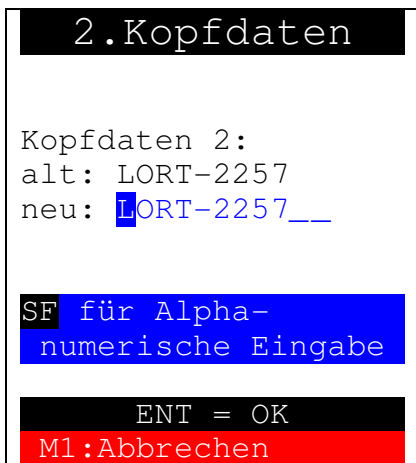 2.Kopfdaten
Kopfdaten 2:
alt: LORT-2257
neu: LORT-2257__
SF für Alpha-
numerische Eingabe
ENT = OK
M1:Abbrechen